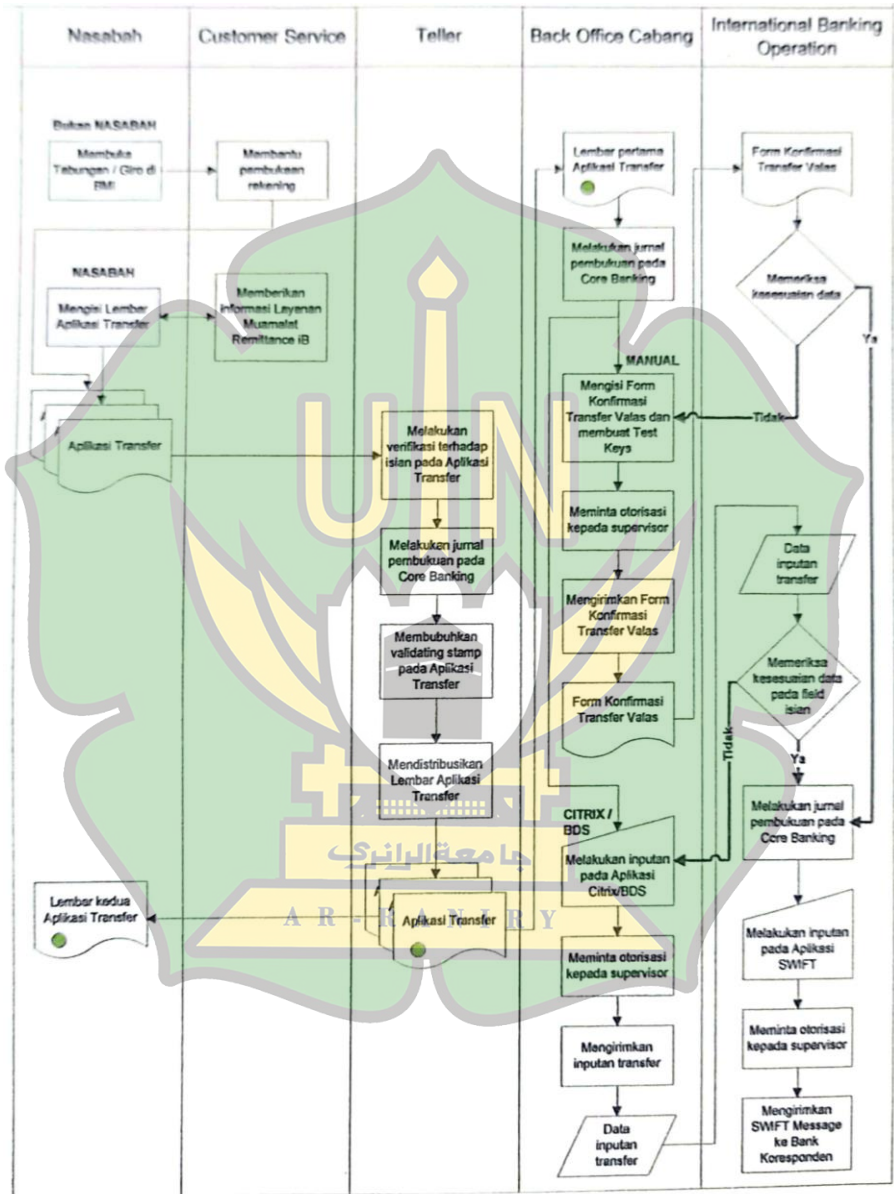 Nasabah
Customer Service
Teller
Back Office Cabang
International Banking
Operation
Bukan NASABAH
Membuka
Tabungan / Giro di
BMI
Membantu
pembukaan
rekening
NASABAH
Mengisi Lembar
Aplikasi Transfer
Memberikan
informasi Layanan
Muamalat
Remittance iB
A
A
Aplikasi Transfer
Lembar kedua
Aplikasi Transfer
Melakukan
verifikasi terhadap
isian pada Aplikasi
Transfer
Melakukan jurnal
pembukuan pada
Core Banking
Membubuhkan
validating stamp
pada Aplikasi
Transfer
Mendistribusikan
Lembar Aplikasi
Transfer
A
A
Aplikasi Transfer
Lembar pertama
Aplikasi Transfer
Melakukan jurnal
pembukuan pada
Core Banking
MANUAL
Mengisi Form
Konfirmasi
Transfer Valas dan
membuat Test
Keys
Meminta otorisasi
kepada supervisor
Mengirimkan Form
Konfirmasi
Transfer Valas
Form Konfirmasi
Transfer Valas
CITRIX /
BDS
Melakukan inputan
pada Aplikasi
Citrix/BDS
Meminta otorisasi
kepada supervisor
Mengirimkan
inputan transfer
Data
inputan
transfer
Form Konfirmasi
Transfer Valas
Memeriksa
kesesuaian data
Ya
Tidak
Data
inputan
transfer
Memeriksa
kesesuaian data
pada field
isian
Tidak
Ya
Melakukan jurnal
pembukuan pada
Core Banking
Melakukan inputan
pada Aplikasi
SWIFT
Meminta otorisasi
kepada supervisor
Mengirimkan
SWIFT Message
ke Bank
Koresponden
UIN
جامعة الرانري
AR-RANIRY